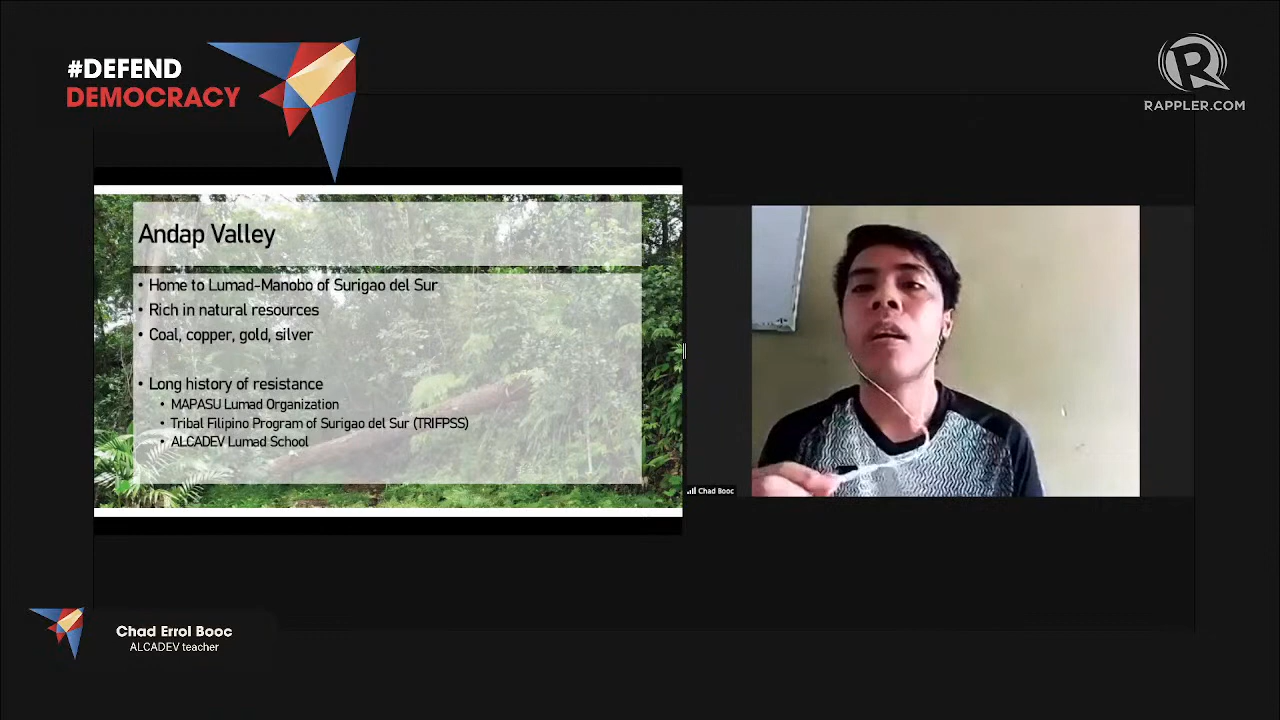 #DEFEND
DEMOCRACY
R
RAPPLER.COM
Andap Valley
• Home to Lumad-Manobo of Surigao del Sur
• Rich in natural resources
• Coal, copper, gold, silver
• Long history of resistance
• MAPASU Lumad Organization
• Tribal Filipino Program of Surigao del Sur (TRIFPSS)
• ALCADEV Lumad School
Chad Booc
Chad Errol Booc
ALCADEV teacher